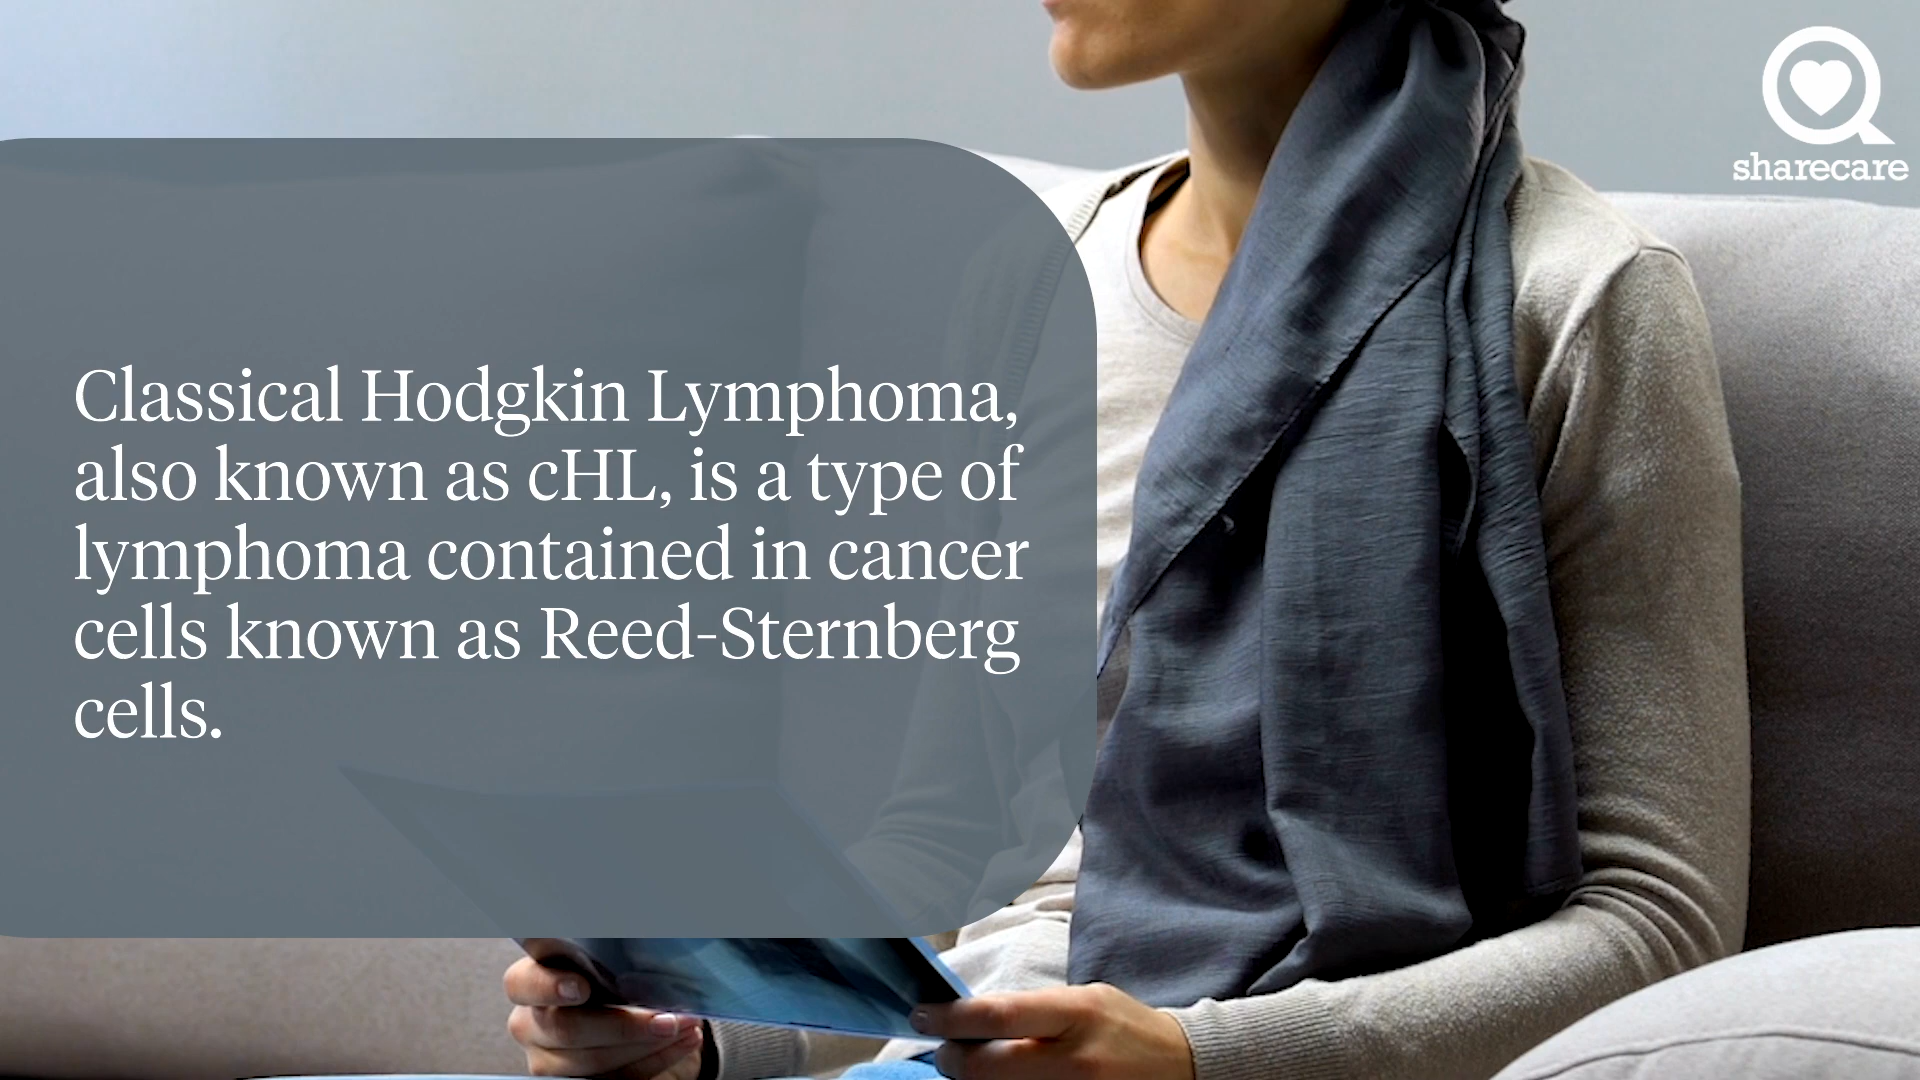 sharecare
Classical Hodgkin Lymphoma,
also known as cHL, is a type of
lymphoma contained in cancer
cells known as Reed-Sternberg
cells.